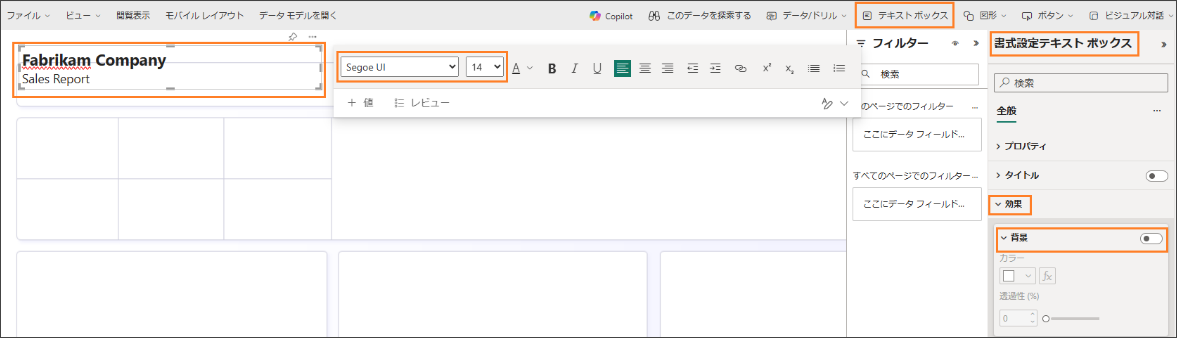 ファイル ビュー 閲覧表示 モバイル レイアウト データ モデルを開く Copilot このデータを探索する データ/ドリル テキスト ボックス 図形 ボタン ビジュアル対話
Fabrikam Company
Sales Report
Segoe UI 14 A B I U x² x₂
+ 値 レビュー
フィルター
検索
のページでのフィルター ...
ここにデータ フィールド...
すべてのページでのフィルター...
ここにデータ フィールド...
書式設定テキスト ボックス
検索
全般 ...
プロパティ
タイトル
効果
背景
カラー
fx
透過性 (%)
0